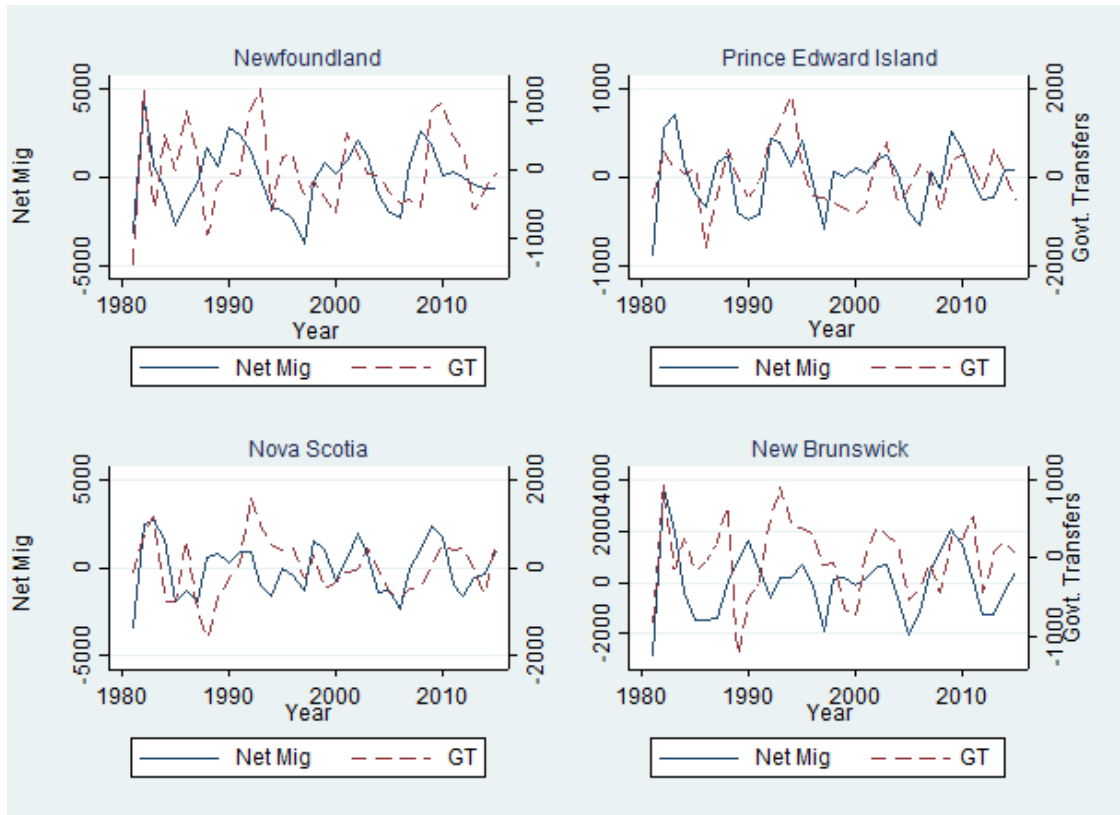 Newfoundland
Net Mig
5000
0
-5000
1000
0
-1000
1980 1990 2000 2010
Year
Net Mig GT
Prince Edward Island
1000
0
-1000
2000
0
-2000
Govt. Transfers
1980 1990 2000 2010
Year
Net Mig GT
Nova Scotia
Net Mig
5000
0
-5000
2000
0
-2000
1980 1990 2000 2010
Year
Net Mig GT
New Brunswick
4000
2000
0
-2000
1000
0
-1000
Govt. Transfers
1980 1990 2000 2010
Year
Net Mig GT